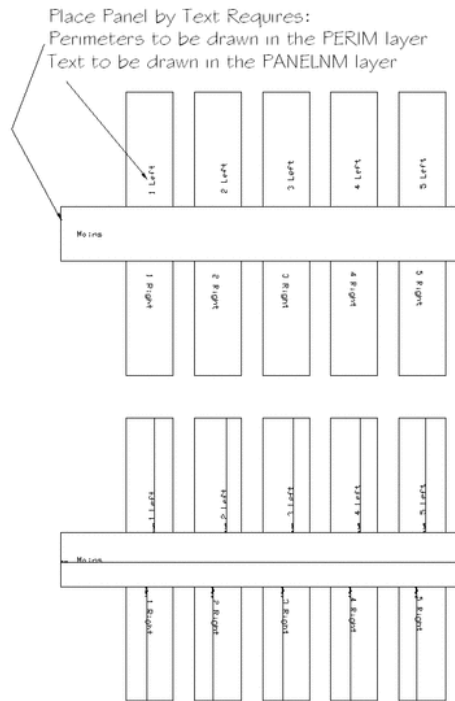 Place Panel by Text Requires:
Perimeters to be drawn in the PERIM layer
Text to be drawn in the PANELNM layer
1 Left
2 Left
3 Left
4 Left
5 Left
Mains
1 Right
2 Right
3 Right
4 Right
5 Right
1 Left
2 Left
3 Left
4 Left
5 Left
Mains
1 Right
2 Right
3 Right
4 Right
5 Right